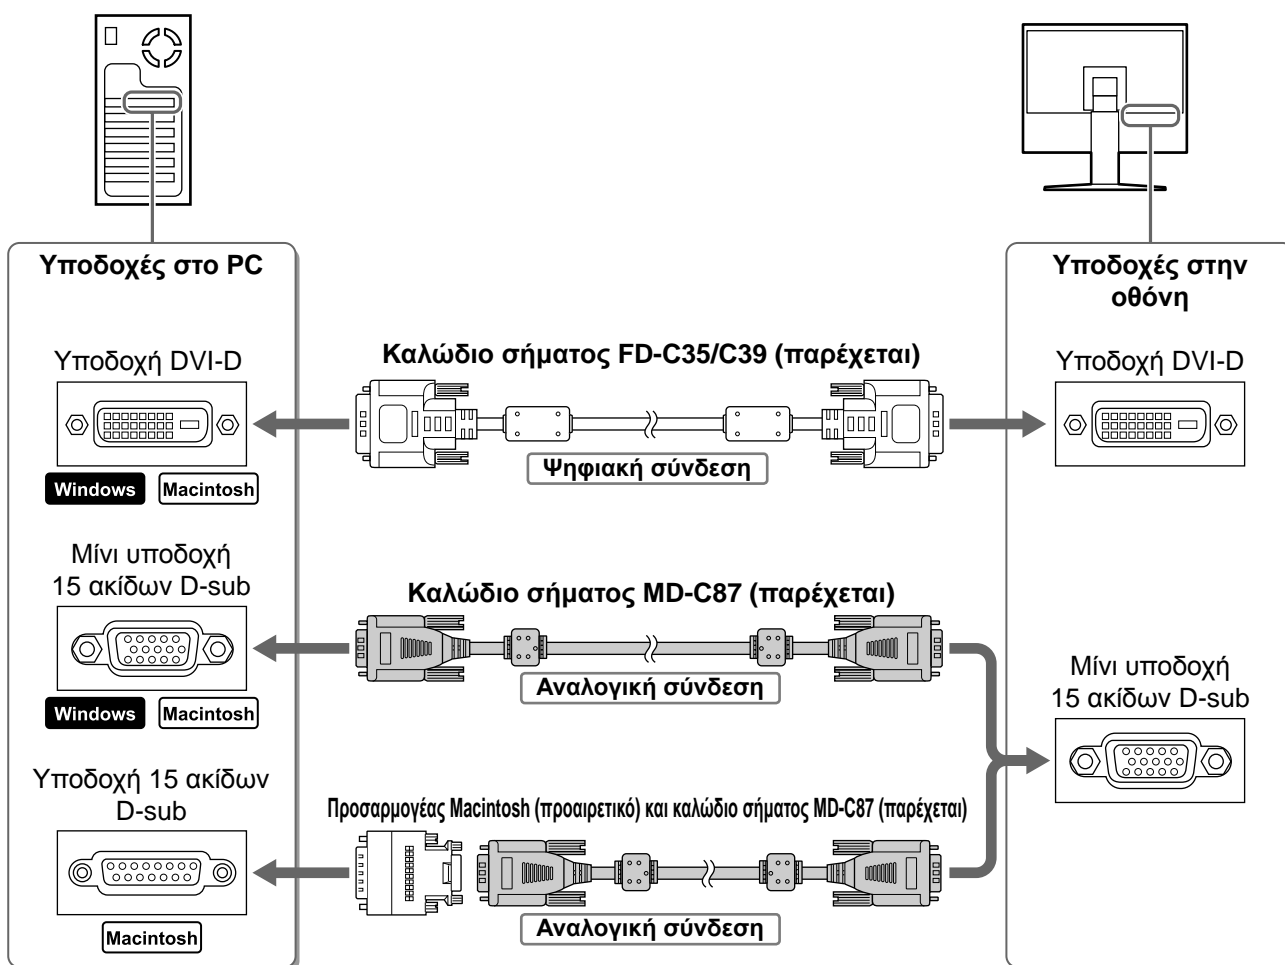 Υποδοχές στο PC
Υποδοχές στην
οθόνη
Καλώδιο σήματος FD-C35/C39 (παρέχεται)
Υποδοχή DVI-D
Υποδοχή DVI-D
Ψηφιακή σύνδεση
Windows Macintosh
Μίνι υποδοχή
15 ακίδων D-sub
Καλώδιο σήματος MD-C87 (παρέχεται)
Αναλογική σύνδεση
Windows Macintosh
Μίνι υποδοχή
15 ακίδων D-sub
Υποδοχή 15 ακίδων
D-sub
Προσαρμογέας Macintosh (προαιρετικό) και καλώδιο σήματος MD-C87 (παρέχεται)
Αναλογική σύνδεση
Macintosh